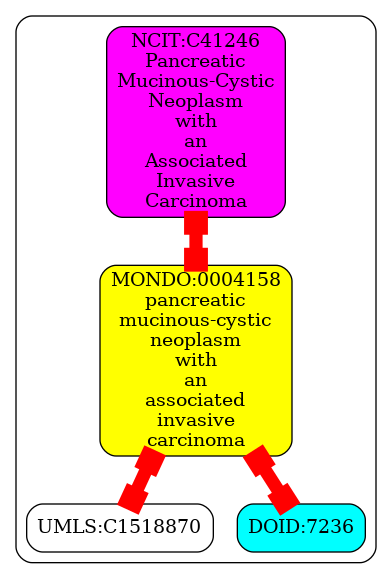 NCIT:C41246
Pancreatic
Mucinous-Cystic
Neoplasm
with
an
Associated
Invasive
Carcinoma
MONDO:0004158
pancreatic
mucinous-cystic
neoplasm
with
an
associated
invasive
carcinoma
UMLS:C1518870
DOID:7236